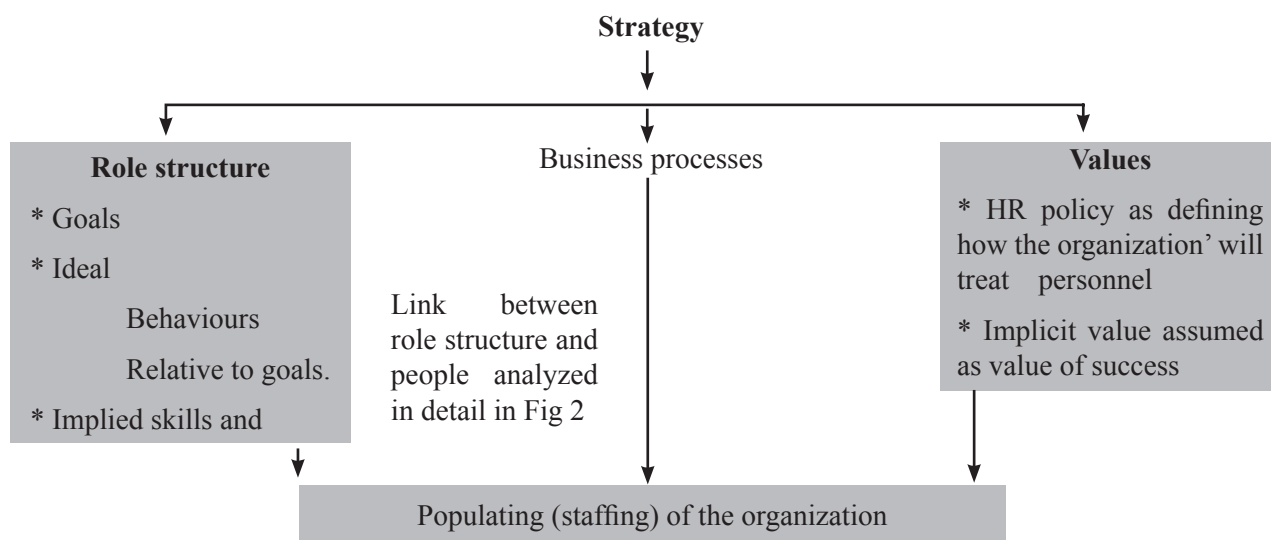 Strategy
Role structure
* Goals
* Ideal
Behaviours
Relative to goals.
* Implied skills and
Business processes
Link between
role structure and
people analyzed
in detail in Fig 2
Values
* HR policy as defining
how the organization’ will
treat personnel
* Implicit value assumed
as value of success
Populating (staffing) of the organization